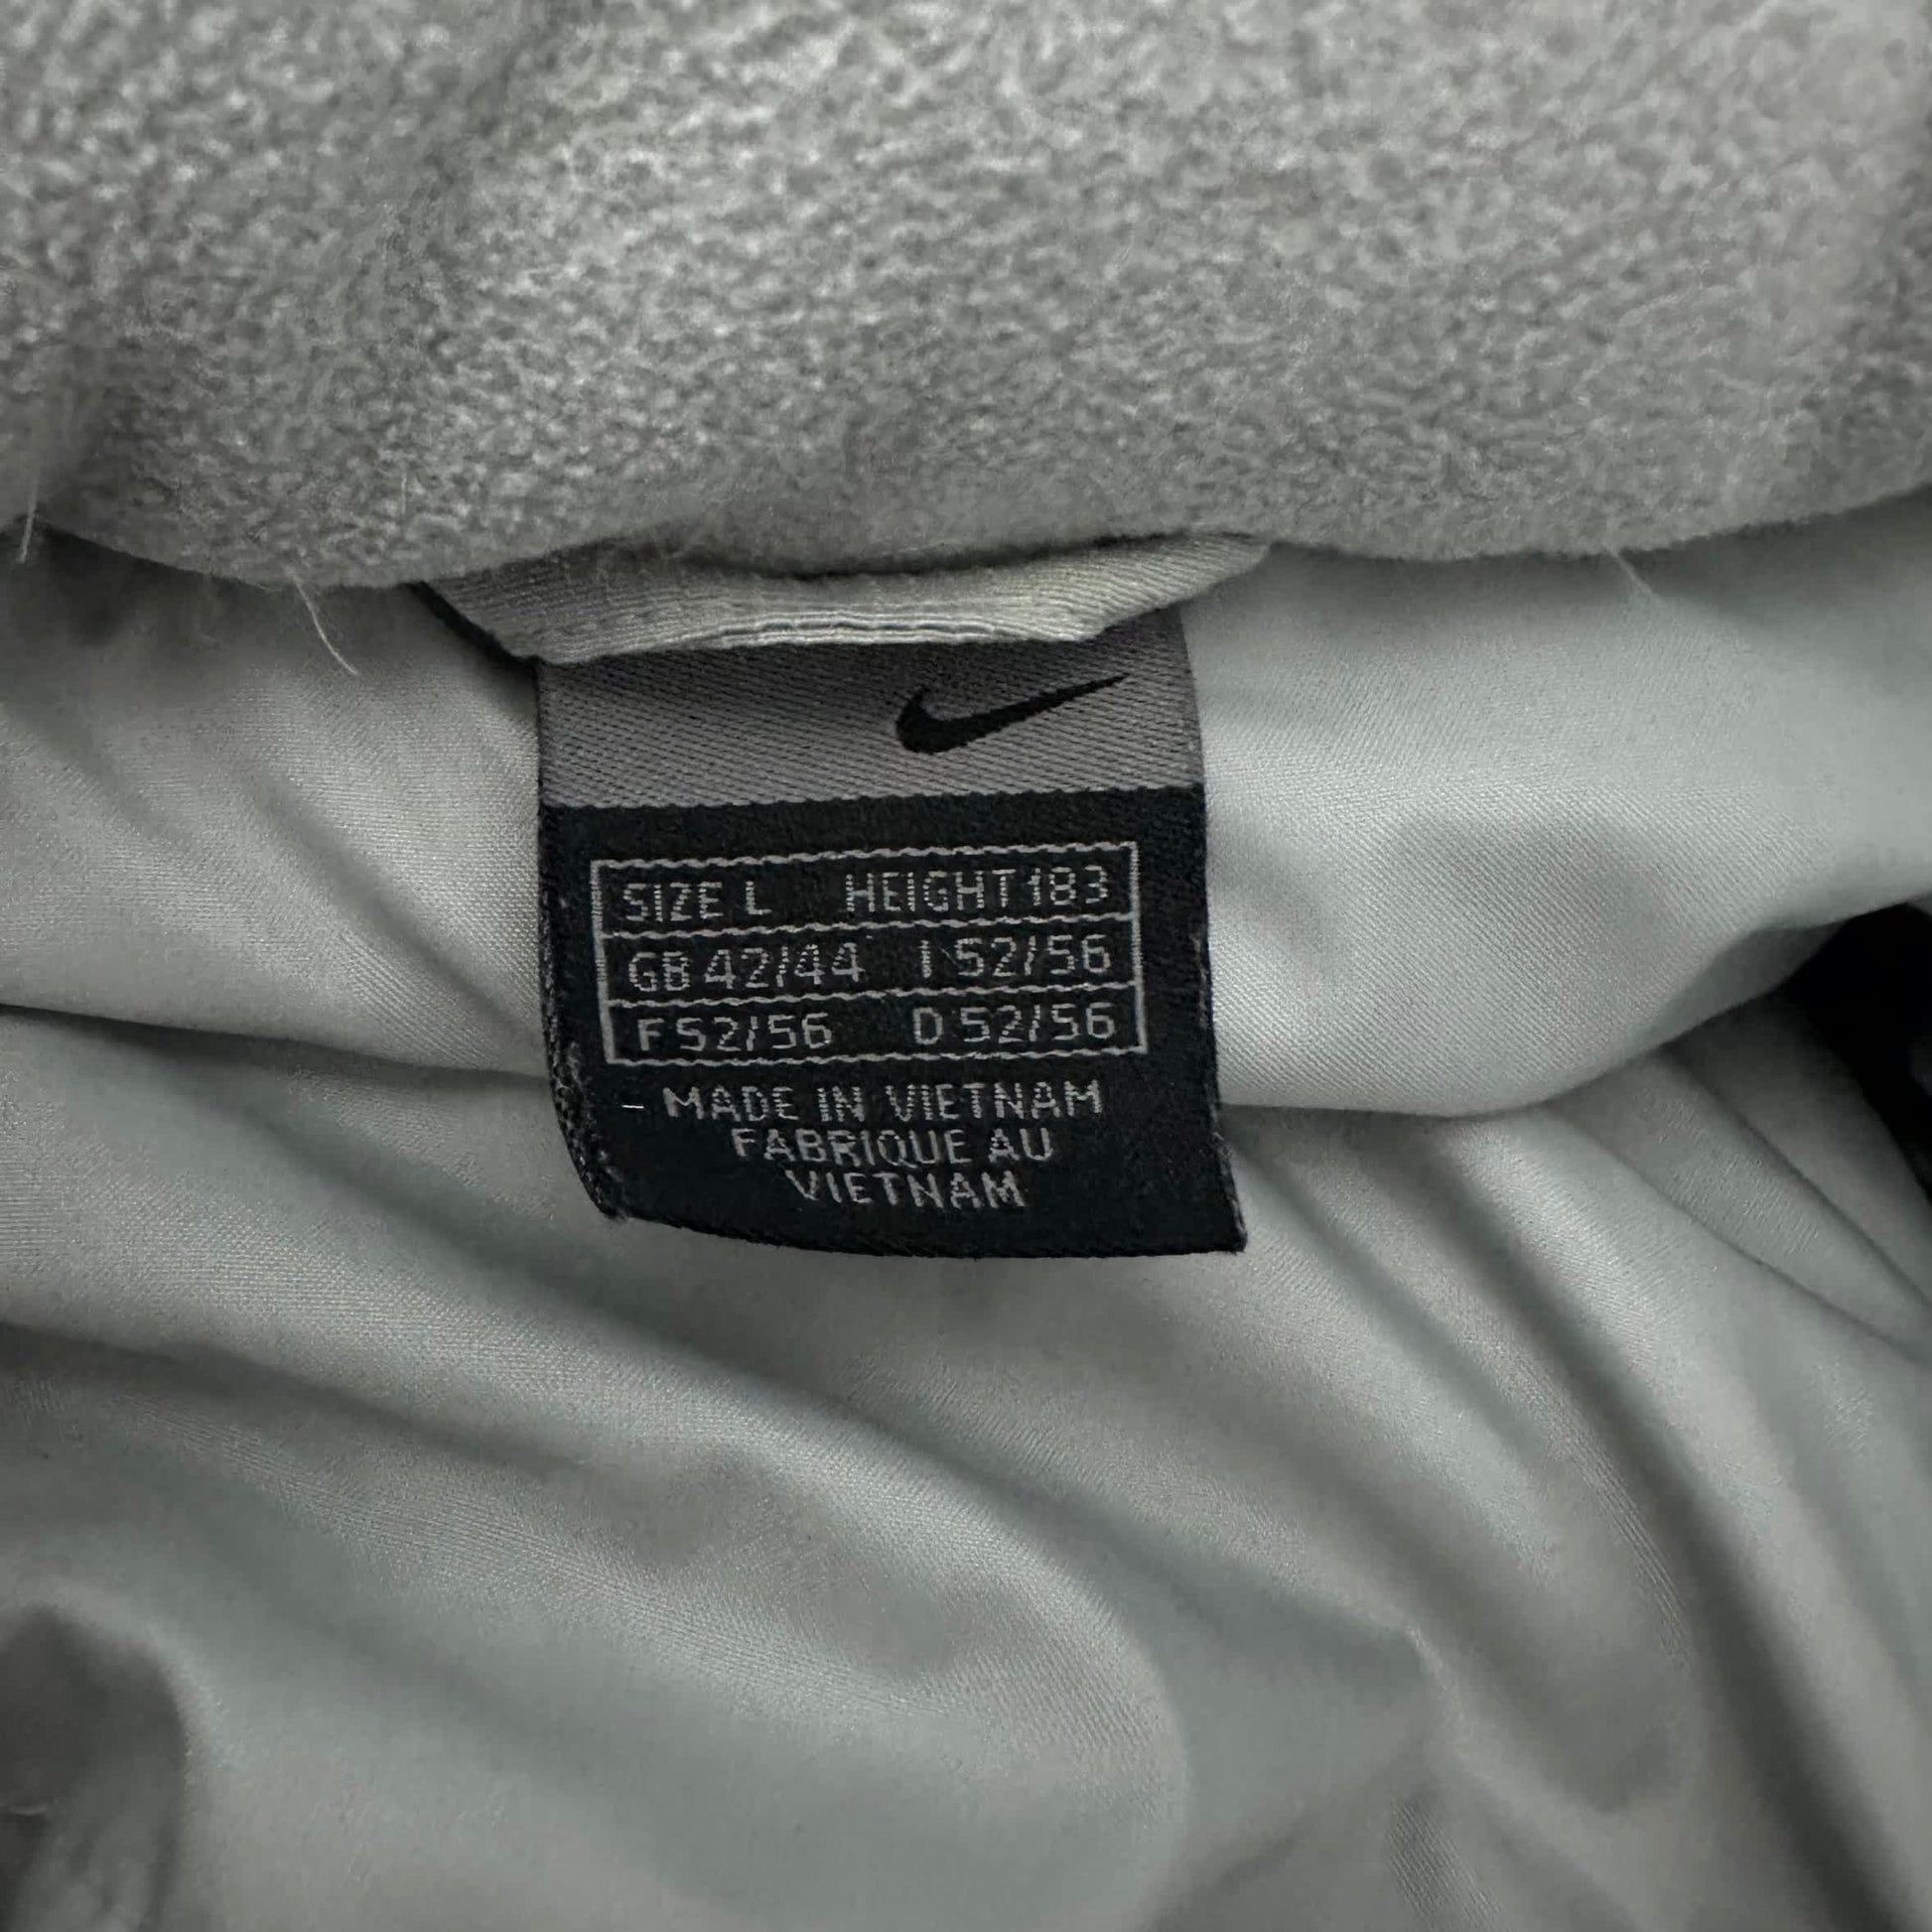 SIZE L HEIGHT 183
GB 42/44 I 52/56
F 52/56 D 52/56
- MADE IN VIETNAM
FABRIQUE AU
VIETNAM